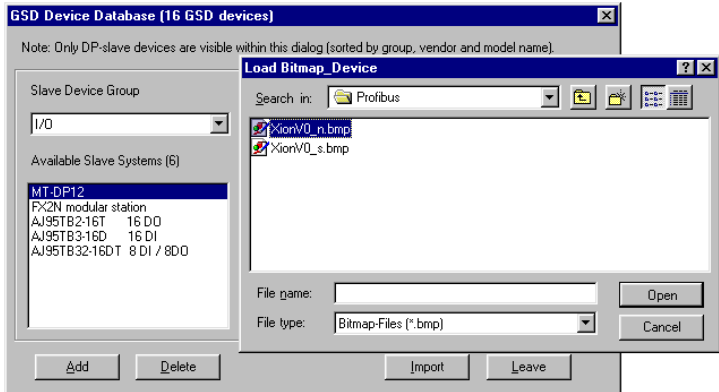 GSD Device Database (16 GSD devices)
Note: Only DP-slave devices are visible within this dialog (sorted by group, vendor and model name).
Slave Device Group
I/O
Available Slave Systems (6)
MT-DP12
FX2N modular station
AJ95TB2-16T 16 DO
AJ95TB3-16D 16 DI
AJ95TB32-16DT 8 DI / 8DO
Add
Delete
Import
Leave
Load Bitmap_Device
Search in:
Profibus
XionV0_n.bmp
XionV0_s.bmp
File name:
Open
File type:
Bitmap-Files (*.bmp)
Cancel